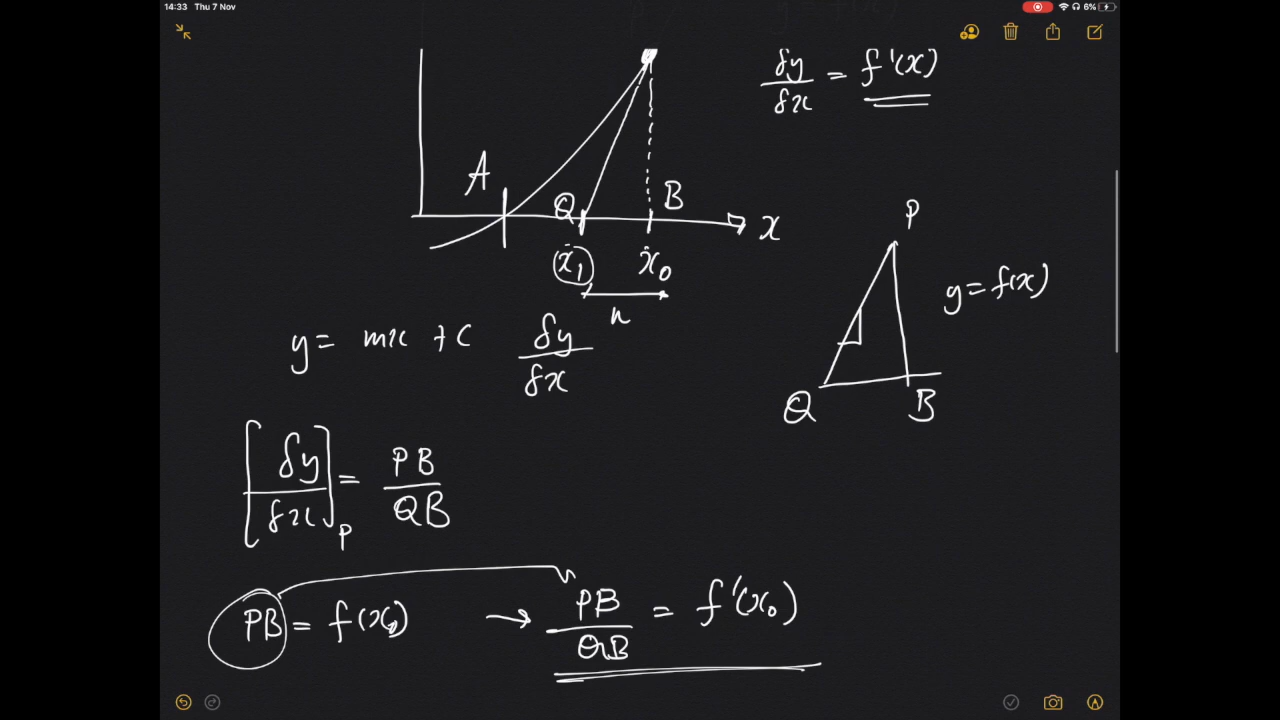 14:33 Thu 7 Nov
6%
δy/δx = f'(x)
A
Q
B
x
x₁
x₀
h
P
y = f(x)
Q
B
y = mx + c
δy/δx
[δy/δx]P = PB/QB
PB = f(x₀) → PB/QB = f'(x₀)